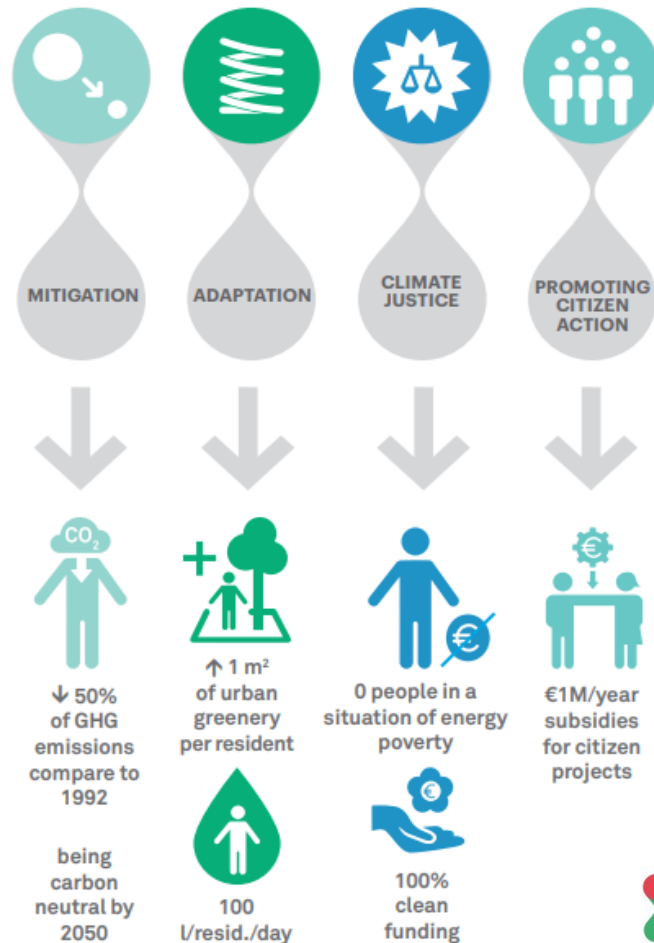 MITIGATION
ADAPTATION
CLIMATE
JUSTICE
PROMOTING
CITIZEN
ACTION
CO2
↓ 50%
of GHG
emissions
compare to
1992
being
carbon
neutral by
2050
↑ 1 m²
of urban
greenery
per resident
100
l/resid./day
€
0 people in a
situation of energy
poverty
€
100%
clean
funding
€
€1M/year
subsidies
for citizen
projects